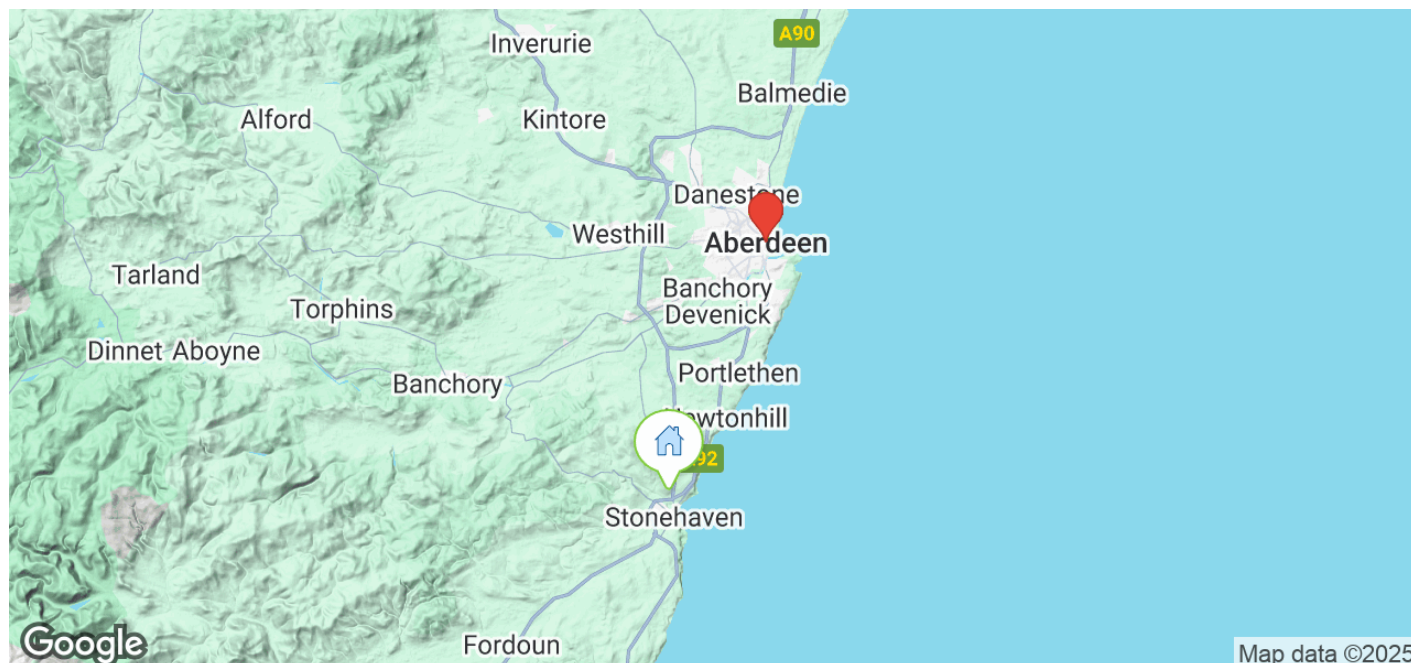 A90
Inverurie
Balmedie
Alford
Kintore
Danestone
Westhill
Aberdeen
Tarland
Banchory
Devenick
Torphins
Dinnet Aboyne
Portlethen
Banchory
Newtonhill
A92
Stonehaven
Fordoun
Google
Map data ©2025